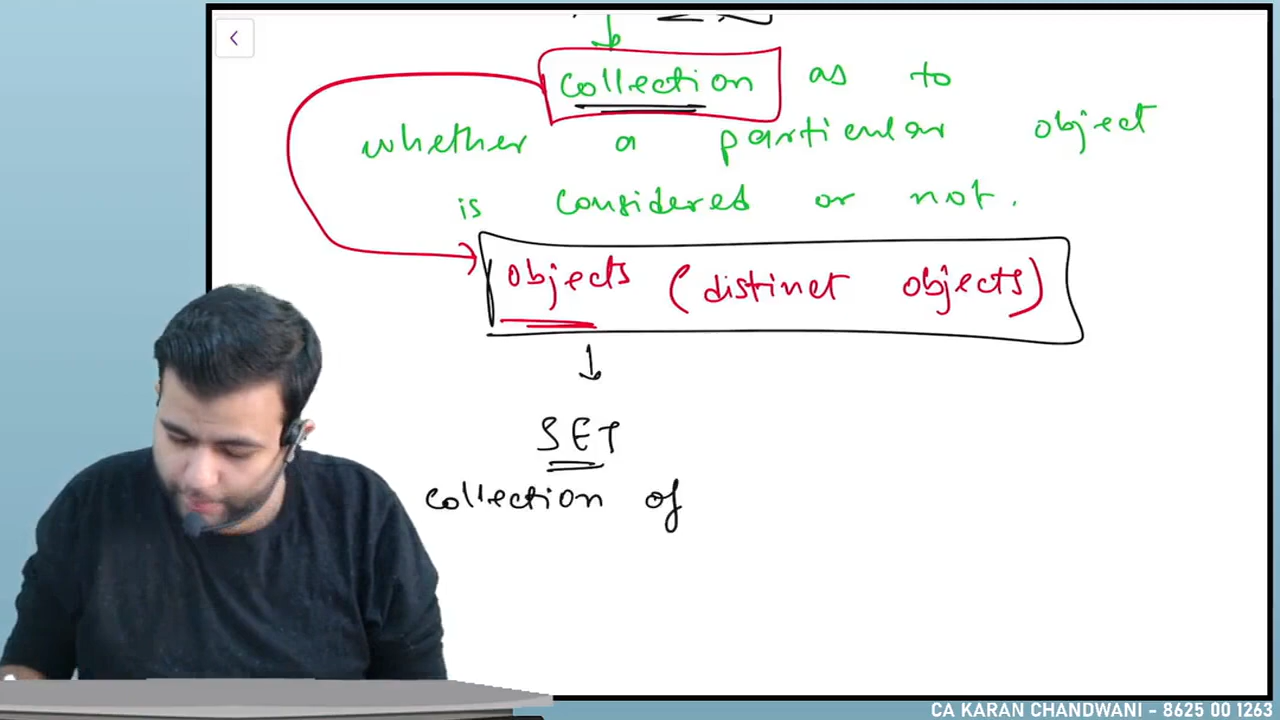 collection as to
whether a particular object
is considered or not.
objects (distinct objects)
SET
collection of
CA KARAN CHANDWANI - 8625 00 1263